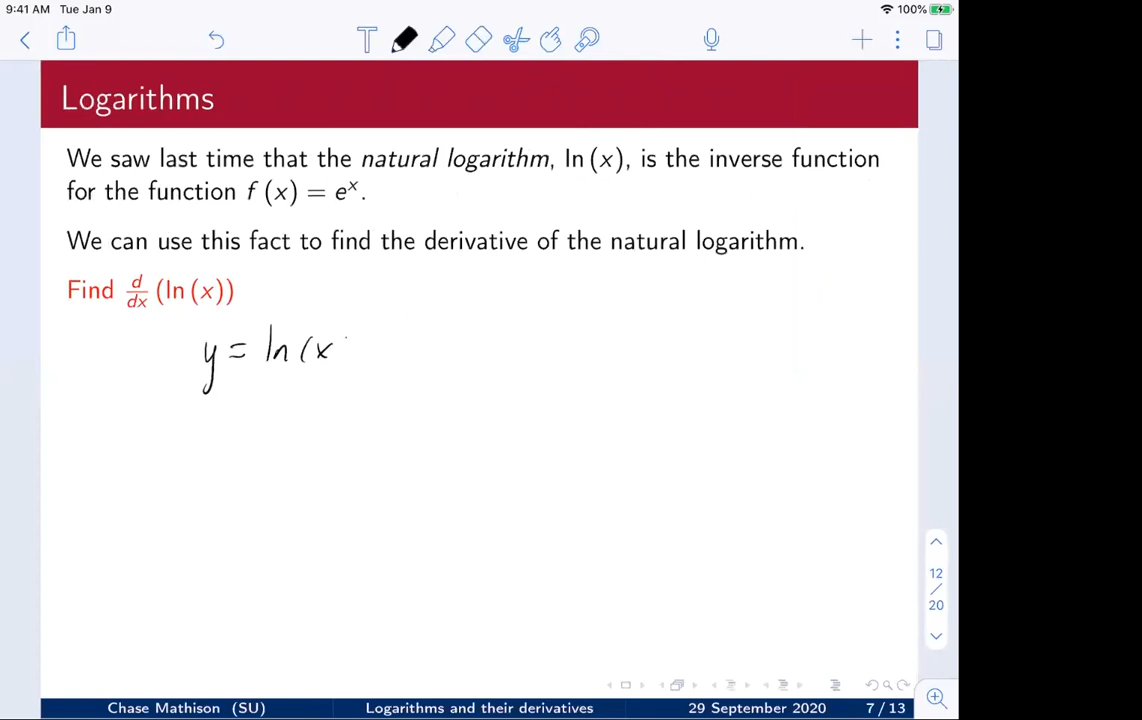 9:41 AM Tue Jan 9 100%
T
Logarithms
We saw last time that the natural logarithm, ln (x), is the inverse function
for the function f (x) = eˣ.
We can use this fact to find the derivative of the natural logarithm.
Find d/dx (ln (x))
y = ln (x
12
/
20
Chase Mathison (SU) Logarithms and their derivatives 29 September 2020 7 / 13